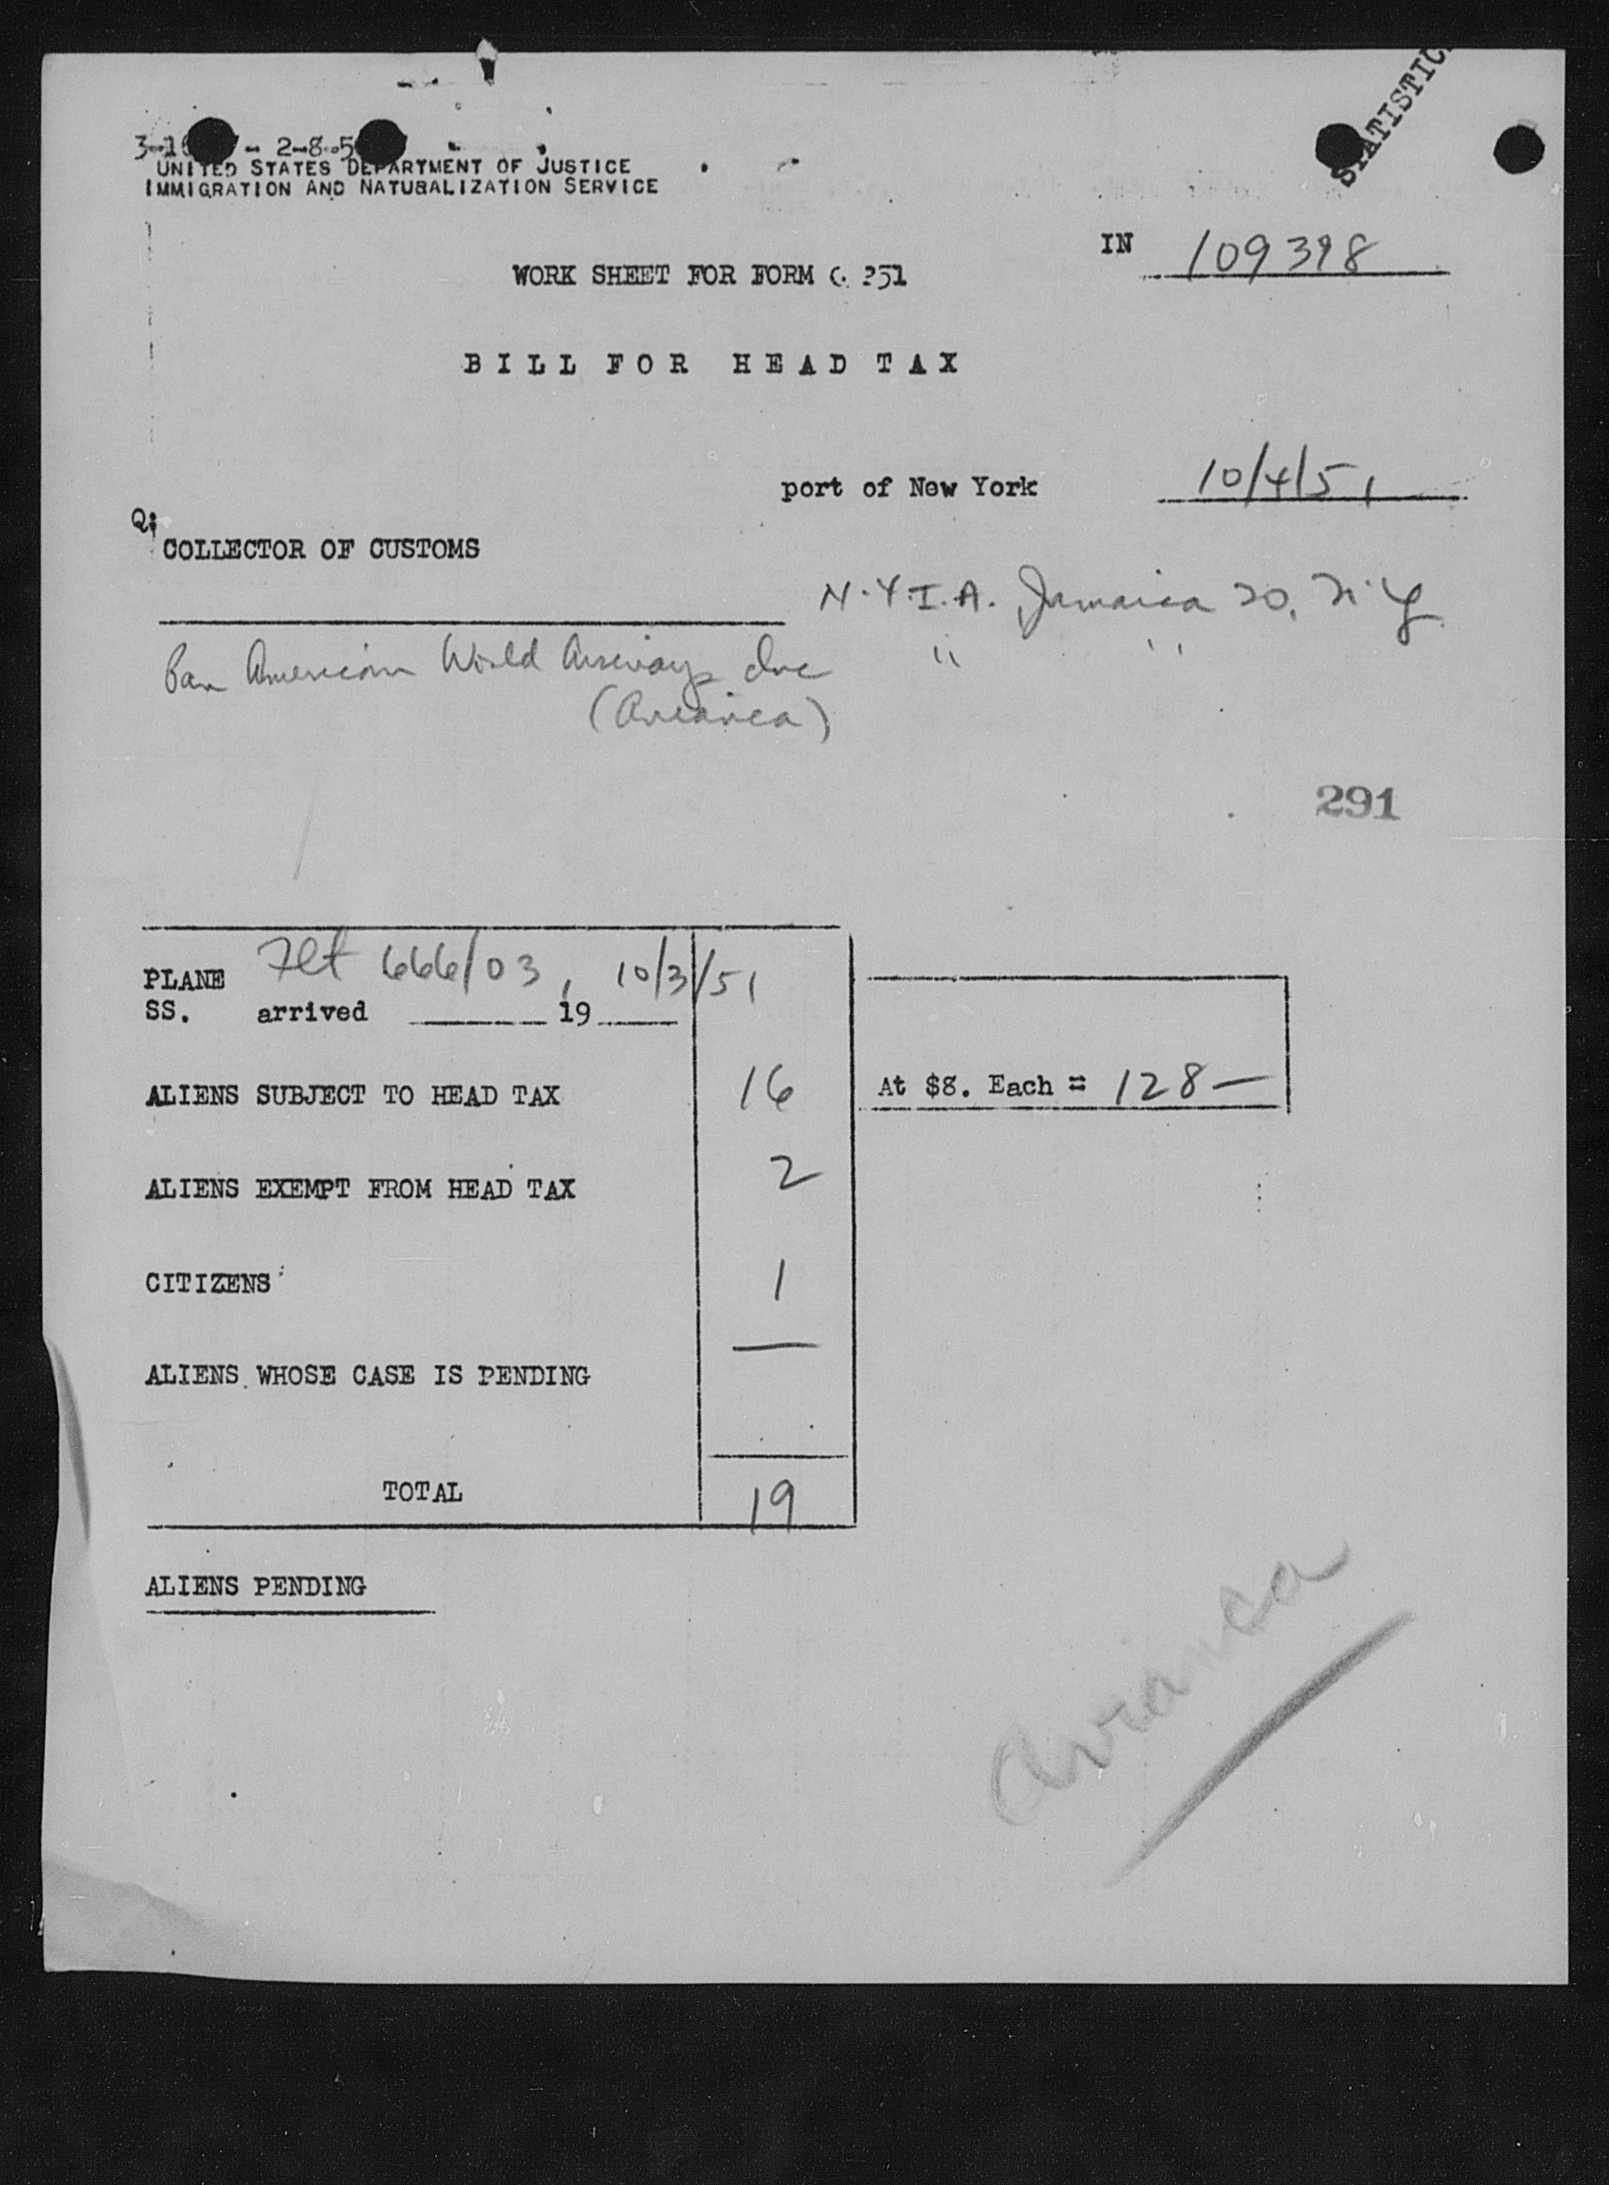 STATISTIC
- 2-8-5
UNITED STATES DEPARTMENT OF JUSTICE
IMMIGRATION AND NATURALIZATION SERVICE
IN 109398
WORK SHEET FOR FORM 251
BILL FOR HEAD TAX
port of New York 10/4/51
COLLECTOR OF CUSTOMS
N.Y.I.A. Jamaica 20, N.Y
Pan American World Airways Inc " "
(Avianca)
291
Flt 666/03, 10/3/51
PLANE
SS. arrived 19
ALIENS SUBJECT TO HEAD TAX 16 At $8. Each = 128—
ALIENS EXEMPT FROM HEAD TAX 2
CITIZENS 1
ALIENS WHOSE CASE IS PENDING —
TOTAL 19
ALIENS PENDING
Avianca